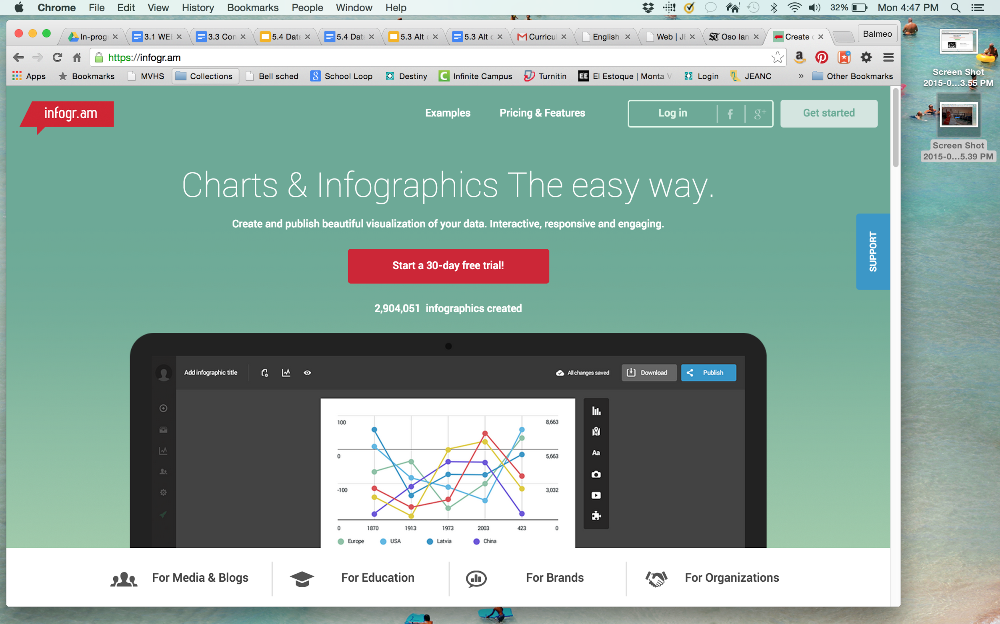 Chrome File Edit View History Bookmarks People Window Help 32% Mon 4:47 PM
In-prog 3.1 WEB 3.3 Con 5.4 Data 5.4 Data 5.3 Alt 5.3 Alt Curricul English Web | JE Oso lan Create Balmeo
https://infogr.am
Apps Bookmarks MVHS Collections Bell sched School Loop Destiny Infinite Campus Turnitin El Estoque | Monta V Login JEANC » Other Bookmarks
Screen Shot
2015-0...3.55 PM
Screen Shot
2015-0...5.39 PM
infogr.am Examples Pricing & Features Log in f g+ Get started
Charts & Infographics The easy way.
Create and publish beautiful visualization of your data. Interactive, responsive and engaging.
Start a 30-day free trial!
SUPPORT
2,904,051 infographics created
Add infographic title All changes saved Download Publish
100 8,663
0 5,663
-100 3,032
0 1870 1913 1973 2003 423 0
Europe USA Latvia China
Aa
For Media & Blogs For Education For Brands For Organizations